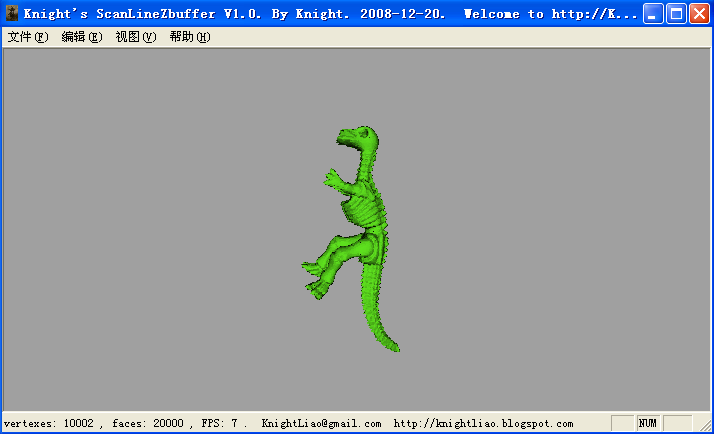 Knight's ScanLineZbuffer V1.0. By Knight. 2008-12-20.  Welcome to http://K...
文件(F) 编辑(E) 视图(V) 帮助(H)
vertexes: 10002 , faces: 20000 , FPS: 7 .  KnightLiao@gmail.com  http://knightliao.blogspot.com NUM